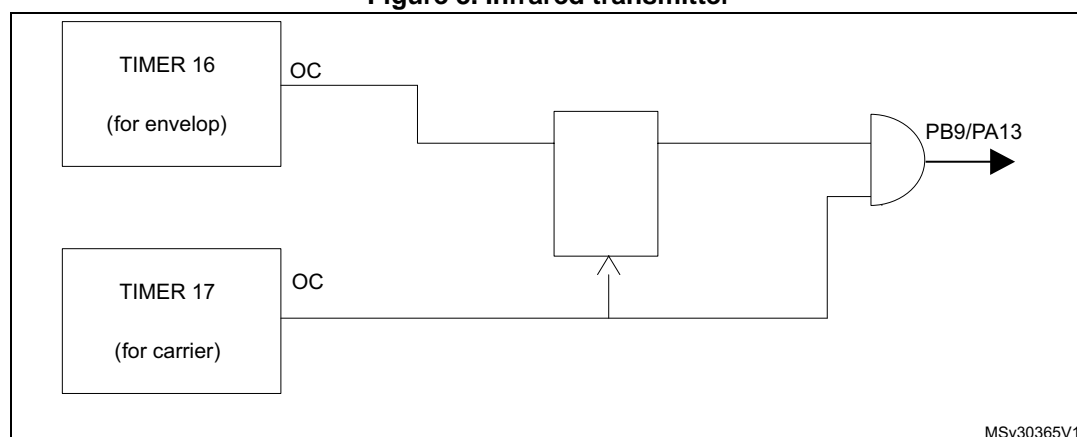 Figure 3. Infrared transmitter
TIMER 16
(for envelop)
OC
PB9/PA13
TIMER 17
(for carrier)
OC
MSv30365V1